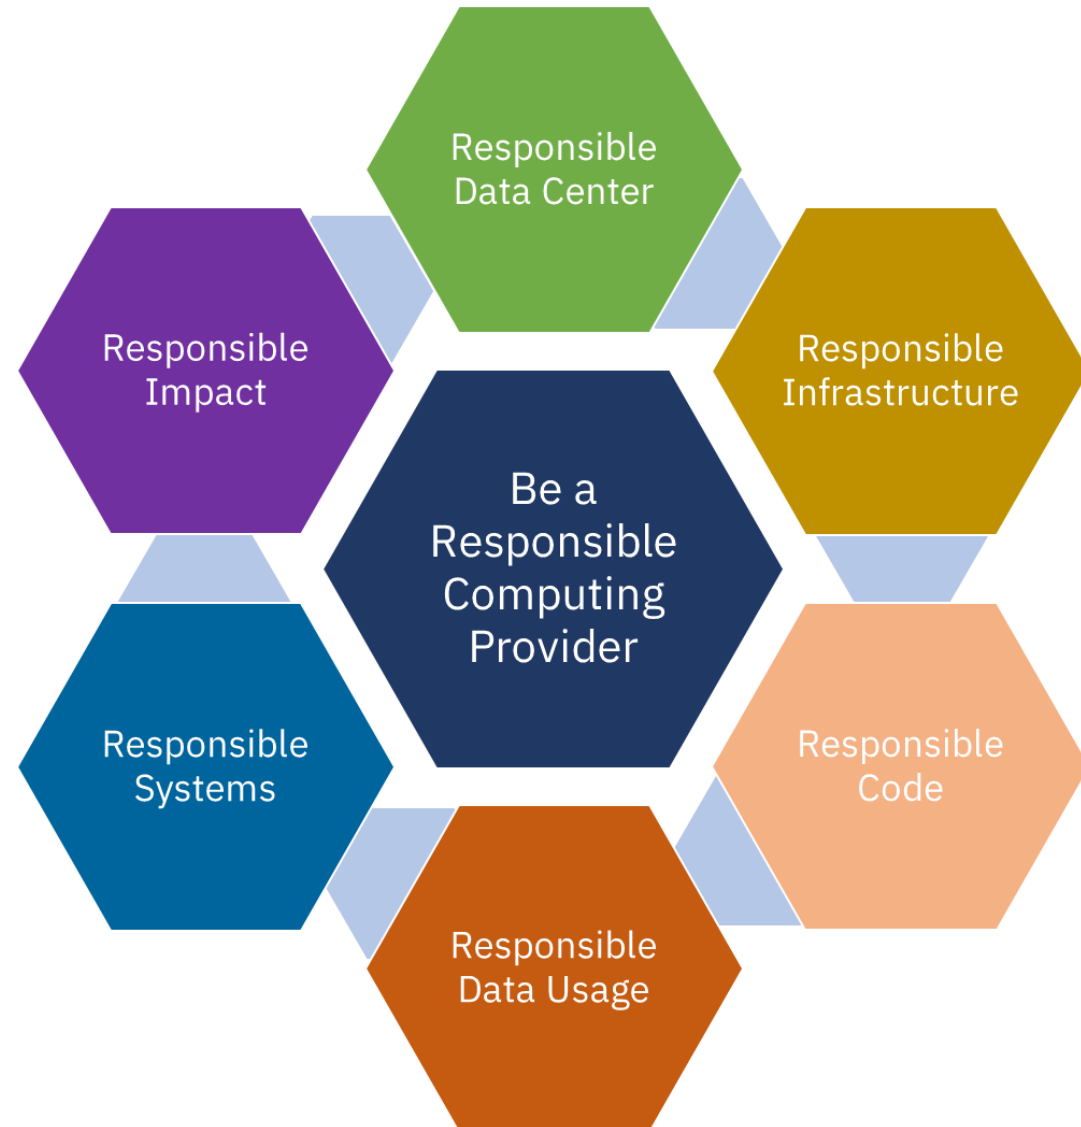 Responsible
Data Center
Responsible
Infrastructure
Responsible
Code
Responsible
Data Usage
Responsible
Systems
Responsible
Impact
Be a
Responsible
Computing
Provider